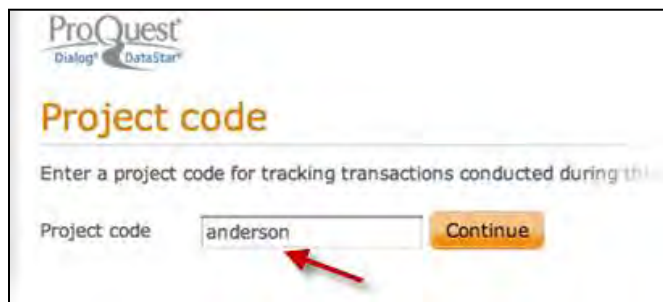 ProQuest®
Dialog® DataStar®
Project code
Enter a project code for tracking transactions conducted during
Project code anderson Continue